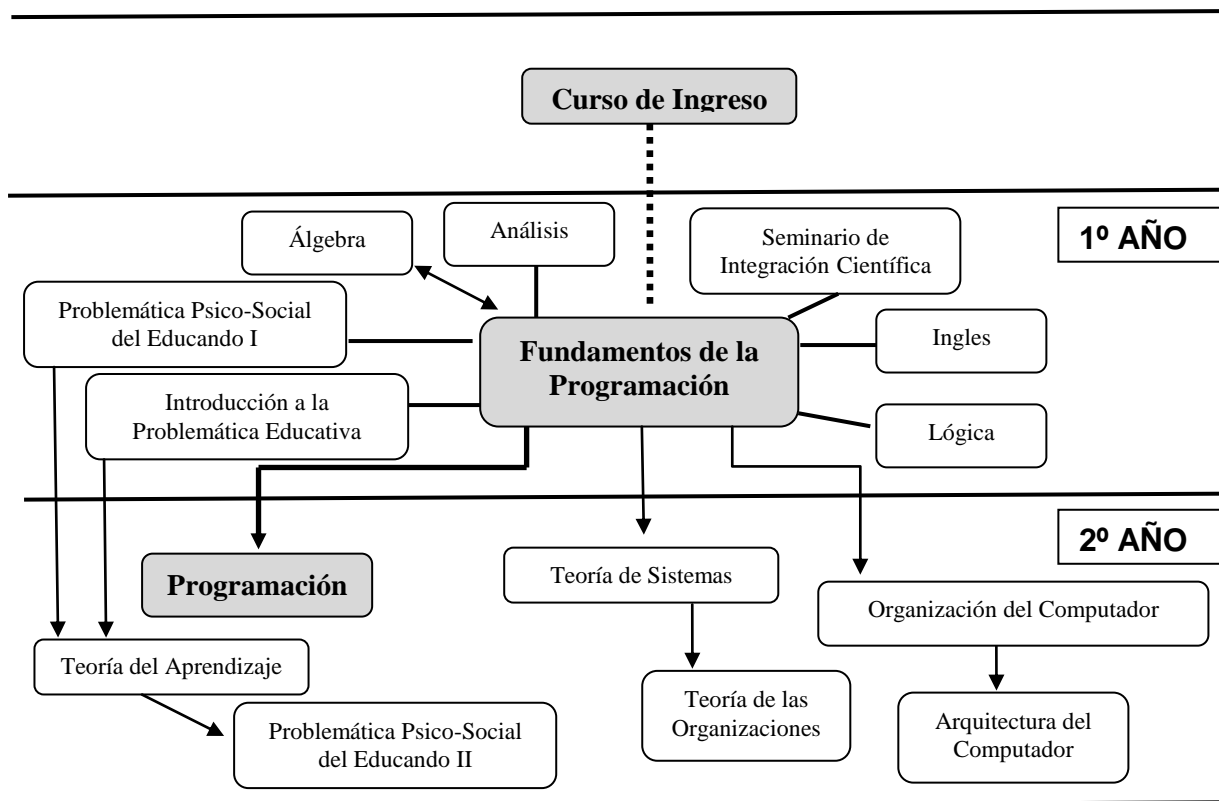 Curso de Ingreso
1º AÑO
Álgebra
Análisis
Seminario de
Integración Científica
Problemática Psico-Social
del Educando I
Fundamentos de la
Programación
Ingles
Introducción a la
Problemática Educativa
Lógica
2º AÑO
Programación
Teoría de Sistemas
Organización del Computador
Teoría del Aprendizaje
Teoría de las
Organizaciones
Arquitectura del
Computador
Problemática Psico-Social
del Educando II